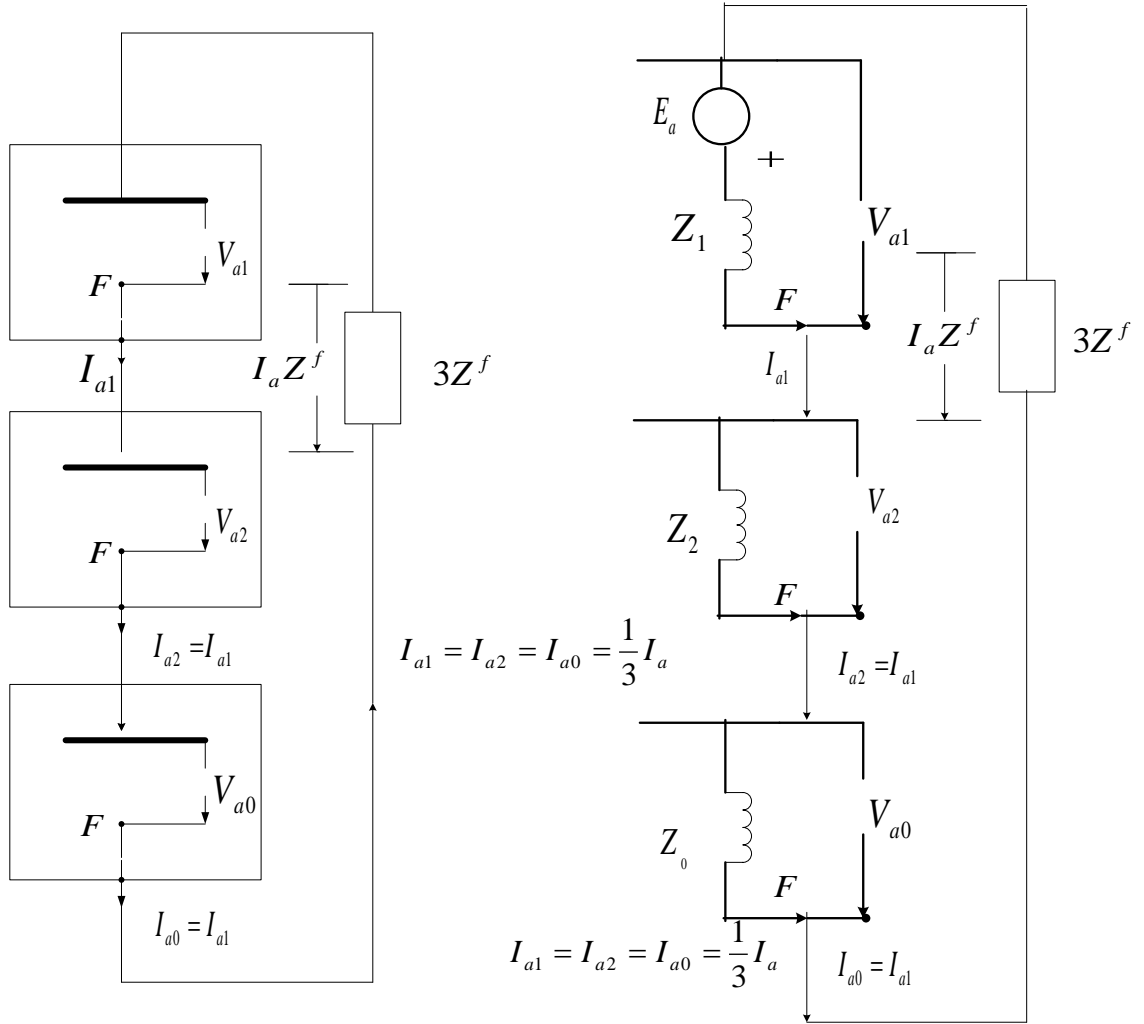 V_{a1}
F
I_{a1}
I_a Z^f
3Z^f
V_{a2}
F
I_{a2} = I_{a1}
I_{a1} = I_{a2} = I_{a0} = \frac{1}{3} I_a
V_{a0}
F
I_{a0} = I_{a1}
E_a
+
Z_1
V_{a1}
F
I_a Z^f
3Z^f
I_{a1}
Z_2
V_{a2}
F
I_{a2} = I_{a1}
Z_0
V_{a0}
F
I_{a1} = I_{a2} = I_{a0} = \frac{1}{3} I_a
I_{a0} = I_{a1}